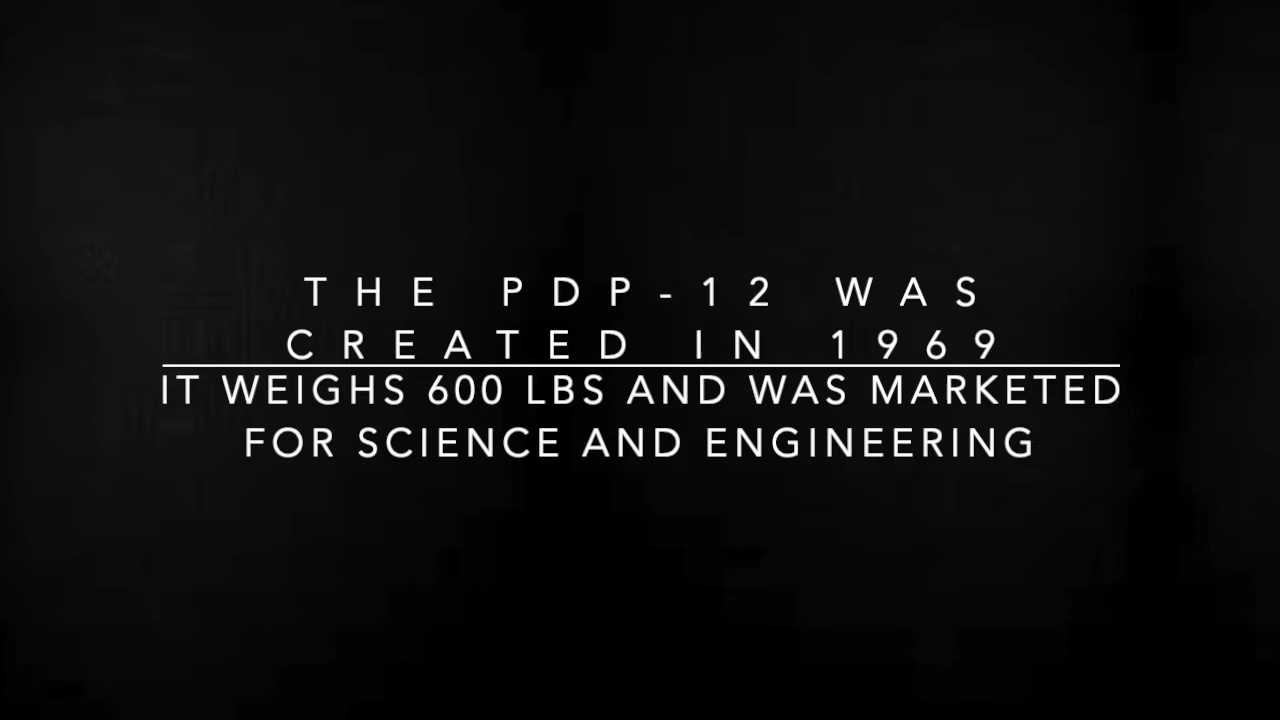 THE PDP-12 WAS
CREATED IN 1969
IT WEIGHS 600 LBS AND WAS MARKETED
FOR SCIENCE AND ENGINEERING